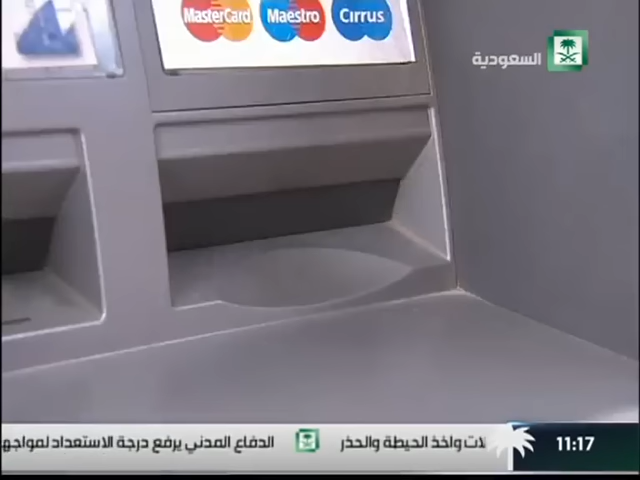 MasterCard Maestro Cirrus
السعودية
لات واخذ الحيطة والحذر
الدفاع المدني يرفع درجة الاستعداد لمواجه
11:17